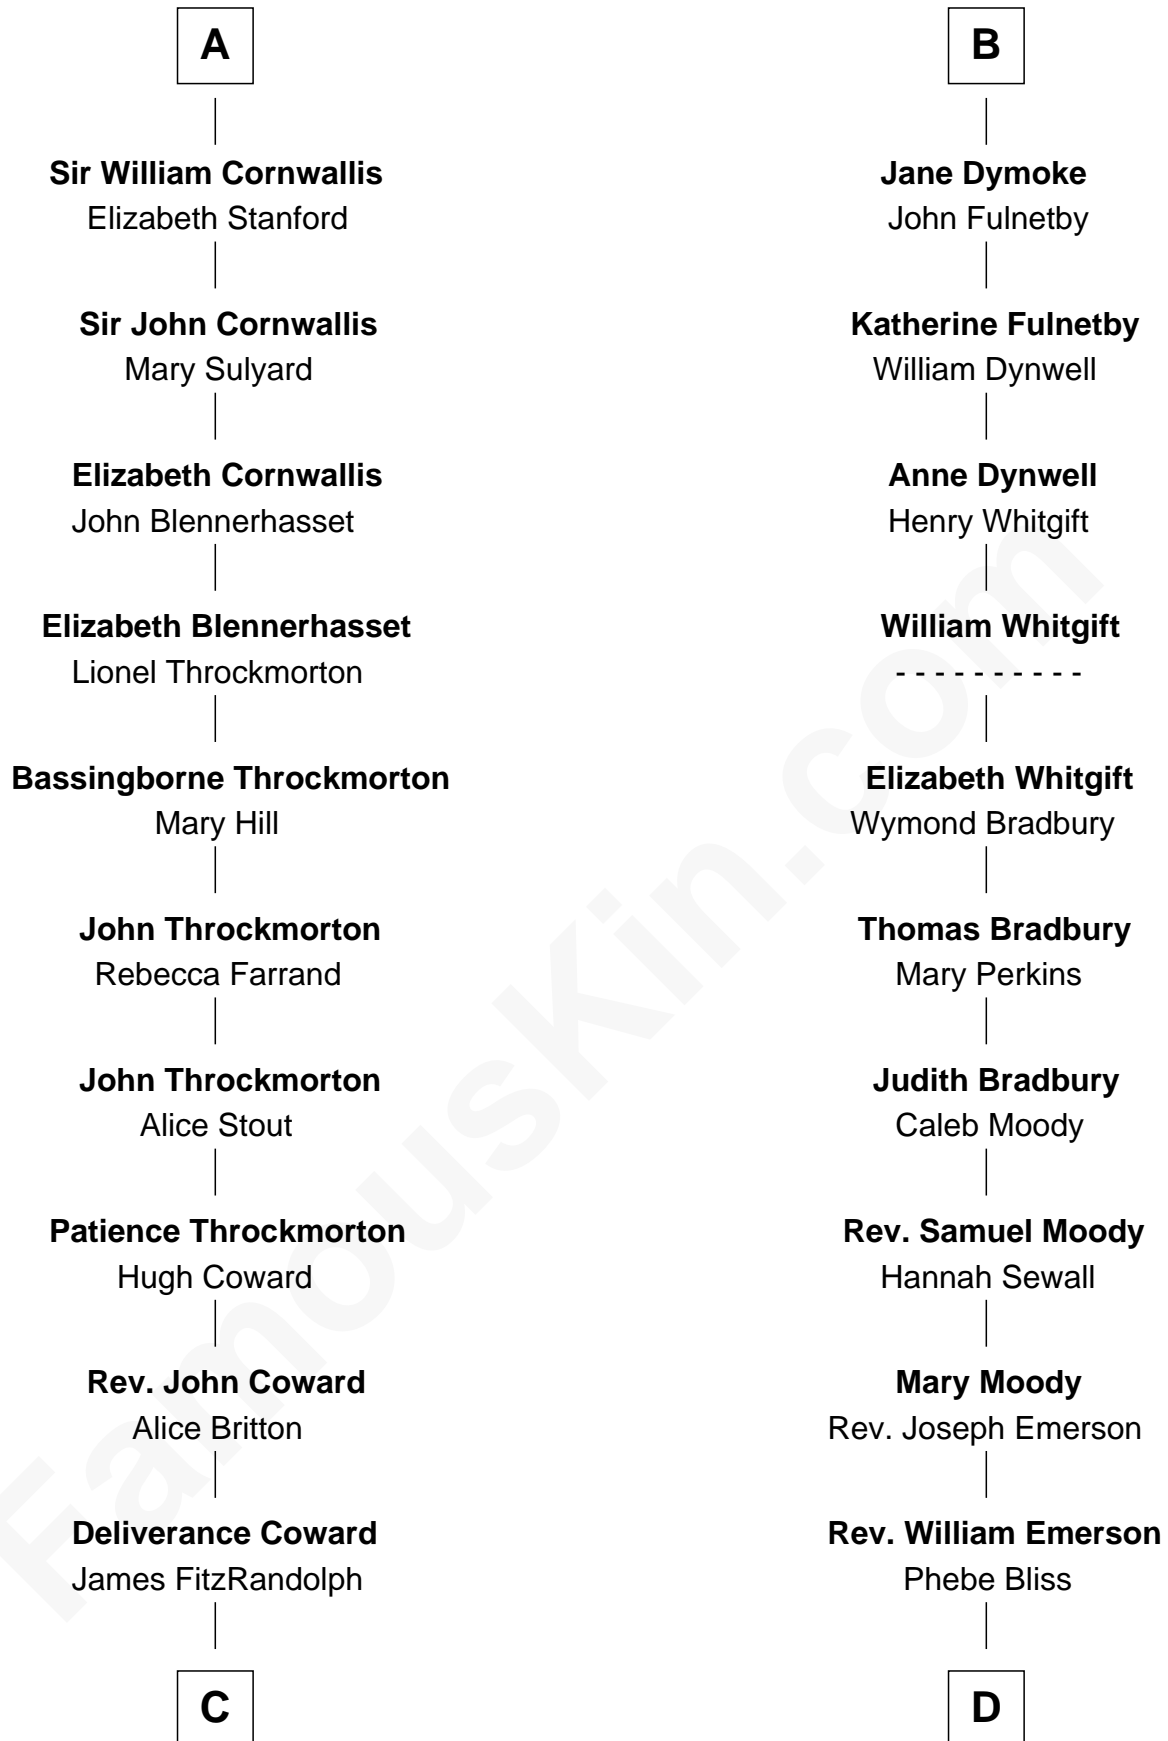 A
Sir William Cornwallis
Elizabeth Stanford
Sir John Cornwallis
Mary Sulyard
Elizabeth Cornwallis
John Blennerhasset
Elizabeth Blennerhasset
Lionel Throckmorton
Bassingborne Throckmorton
Mary Hill
John Throckmorton
Rebecca Farrand
John Throckmorton
Alice Stout
Patience Throckmorton
Hugh Coward
Rev. John Coward
Alice Britton
Deliverance Coward
James FitzRandolph
C
B
Jane Dymoke
John Fulnetby
Katherine Fulnetby
William Dynwell
Anne Dynwell
Henry Whitgift
William Whitgift
- - - - - - - - - -
Elizabeth Whitgift
Wymond Bradbury
Thomas Bradbury
Mary Perkins
Judith Bradbury
Caleb Moody
Rev. Samuel Moody
Hannah Sewall
Mary Moody
Rev. Joseph Emerson
Rev. William Emerson
Phebe Bliss
D
FamousKin.com